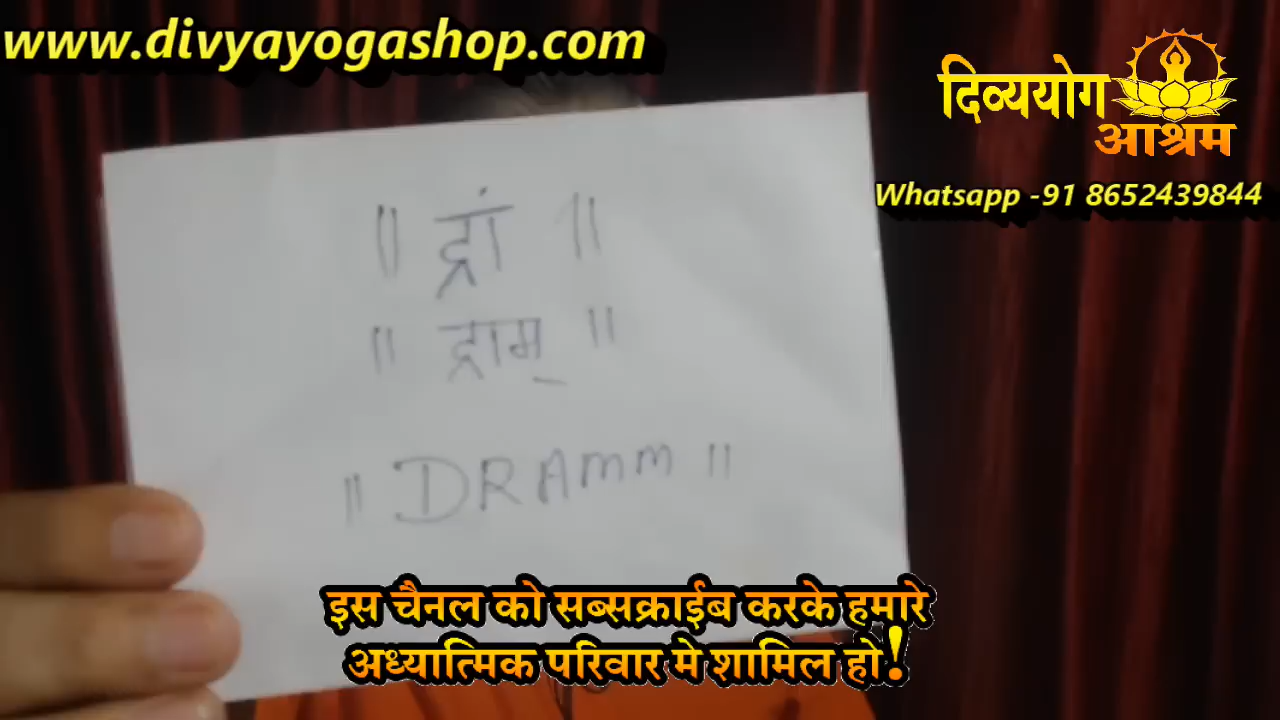 www.divyayogashop.com
दिव्ययोग
आश्रम
Whatsapp -91 8652439844
|| द्रां ||
|| द्राम् ||
|| DRAmm ||
इस चैनल को सब्सक्राईब करके हमारे
अध्यात्मिक परिवार मे शामिल हो!